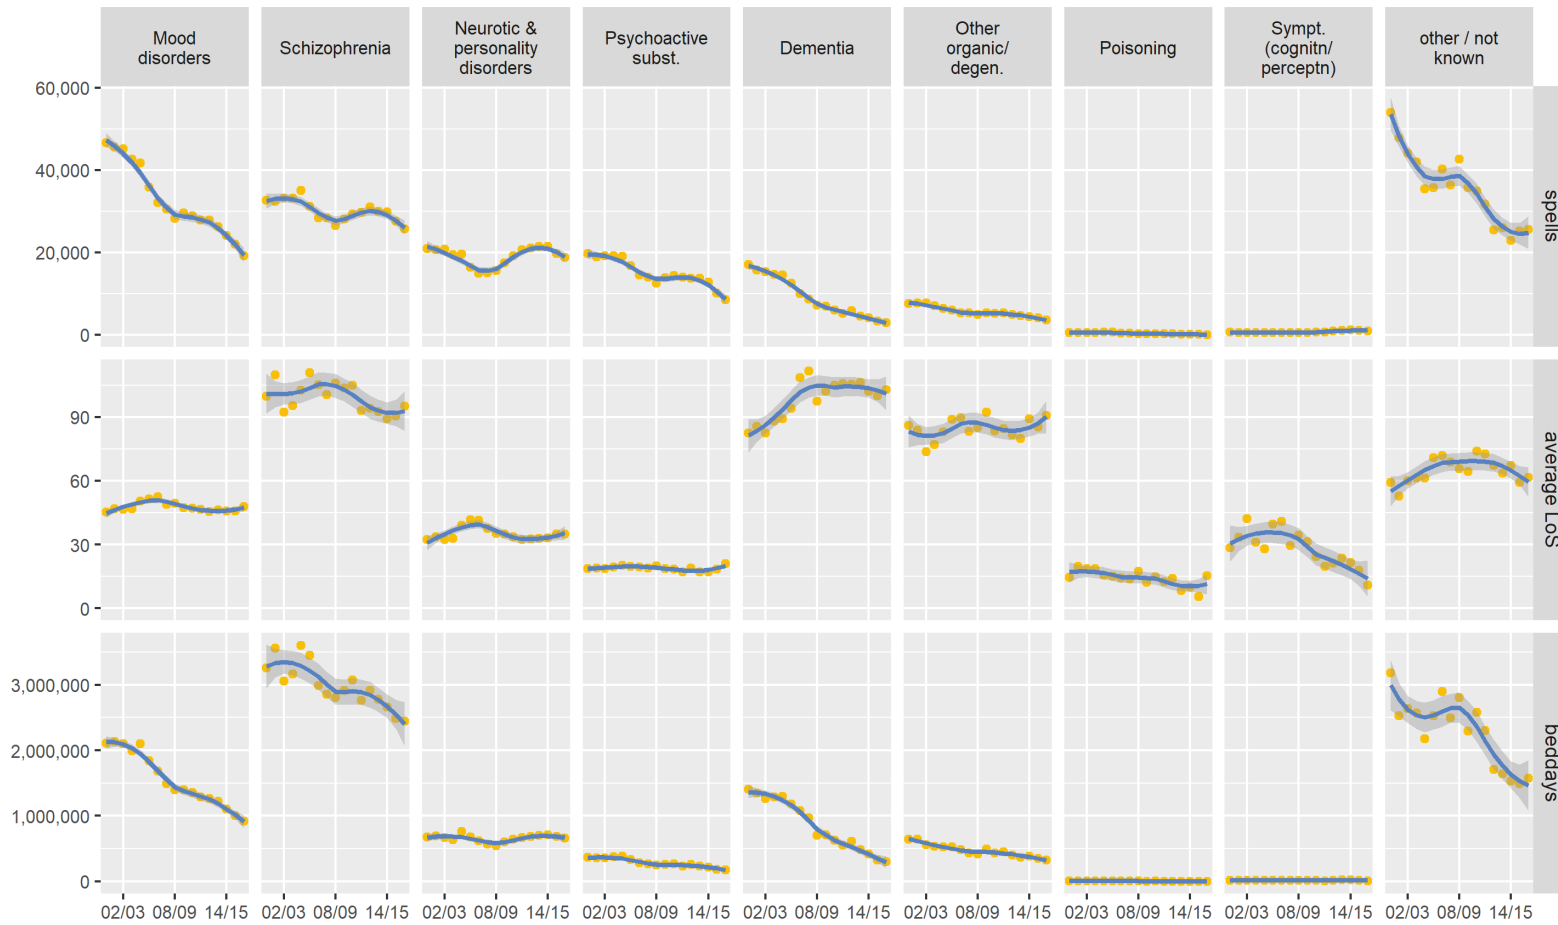 Mood
disorders
Schizophrenia
Neurotic &
personality
disorders
Psychoactive
subst.
Dementia
Other
organic/
degen.
Poisoning
Sympt.
(cognitn/
perceptn)
other / not
known
60,000
40,000
20,000
0
spells
90
60
30
0
average LoS
3,000,000
2,000,000
1,000,000
0
beddays
02/03 08/09 14/15 02/03 08/09 14/15 02/03 08/09 14/15 02/03 08/09 14/15 02/03 08/09 14/15 02/03 08/09 14/15 02/03 08/09 14/15 02/03 08/09 14/15 02/03 08/09 14/15